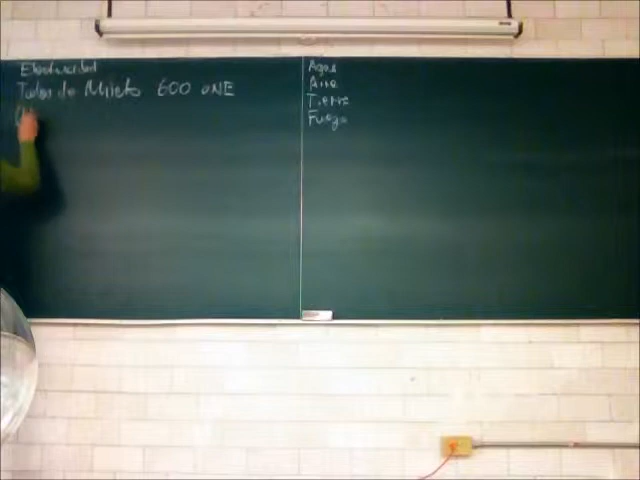 Electricidad
Tales de Mileto 600 aNE
Agua
Aire
Tierra
Fuego